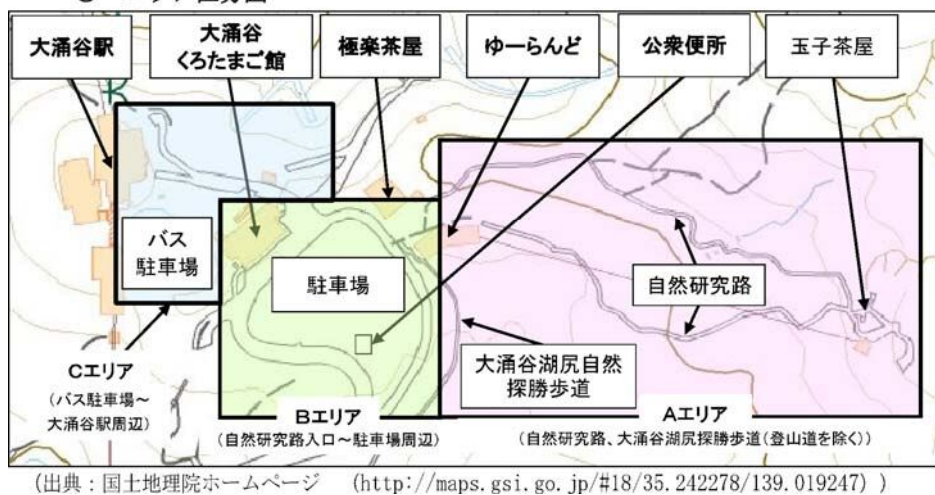 大涌谷駅
大涌谷
くろたまご館
極楽茶屋
ゆーらんど
公衆便所
玉子茶屋
バス
駐車場
駐車場
自然研究路
大涌谷湖尻自然
探勝歩道
Cエリア
(バス駐車場～
大涌谷駅周辺)
Bエリア
(自然研究路入口～駐車場周辺)
Aエリア
(自然研究路、大涌谷湖尻探勝歩道(登山道を除く))
(出典：国土地理院ホームページ　(http://maps.gsi.go.jp/#18/35.242278/139.019247) )